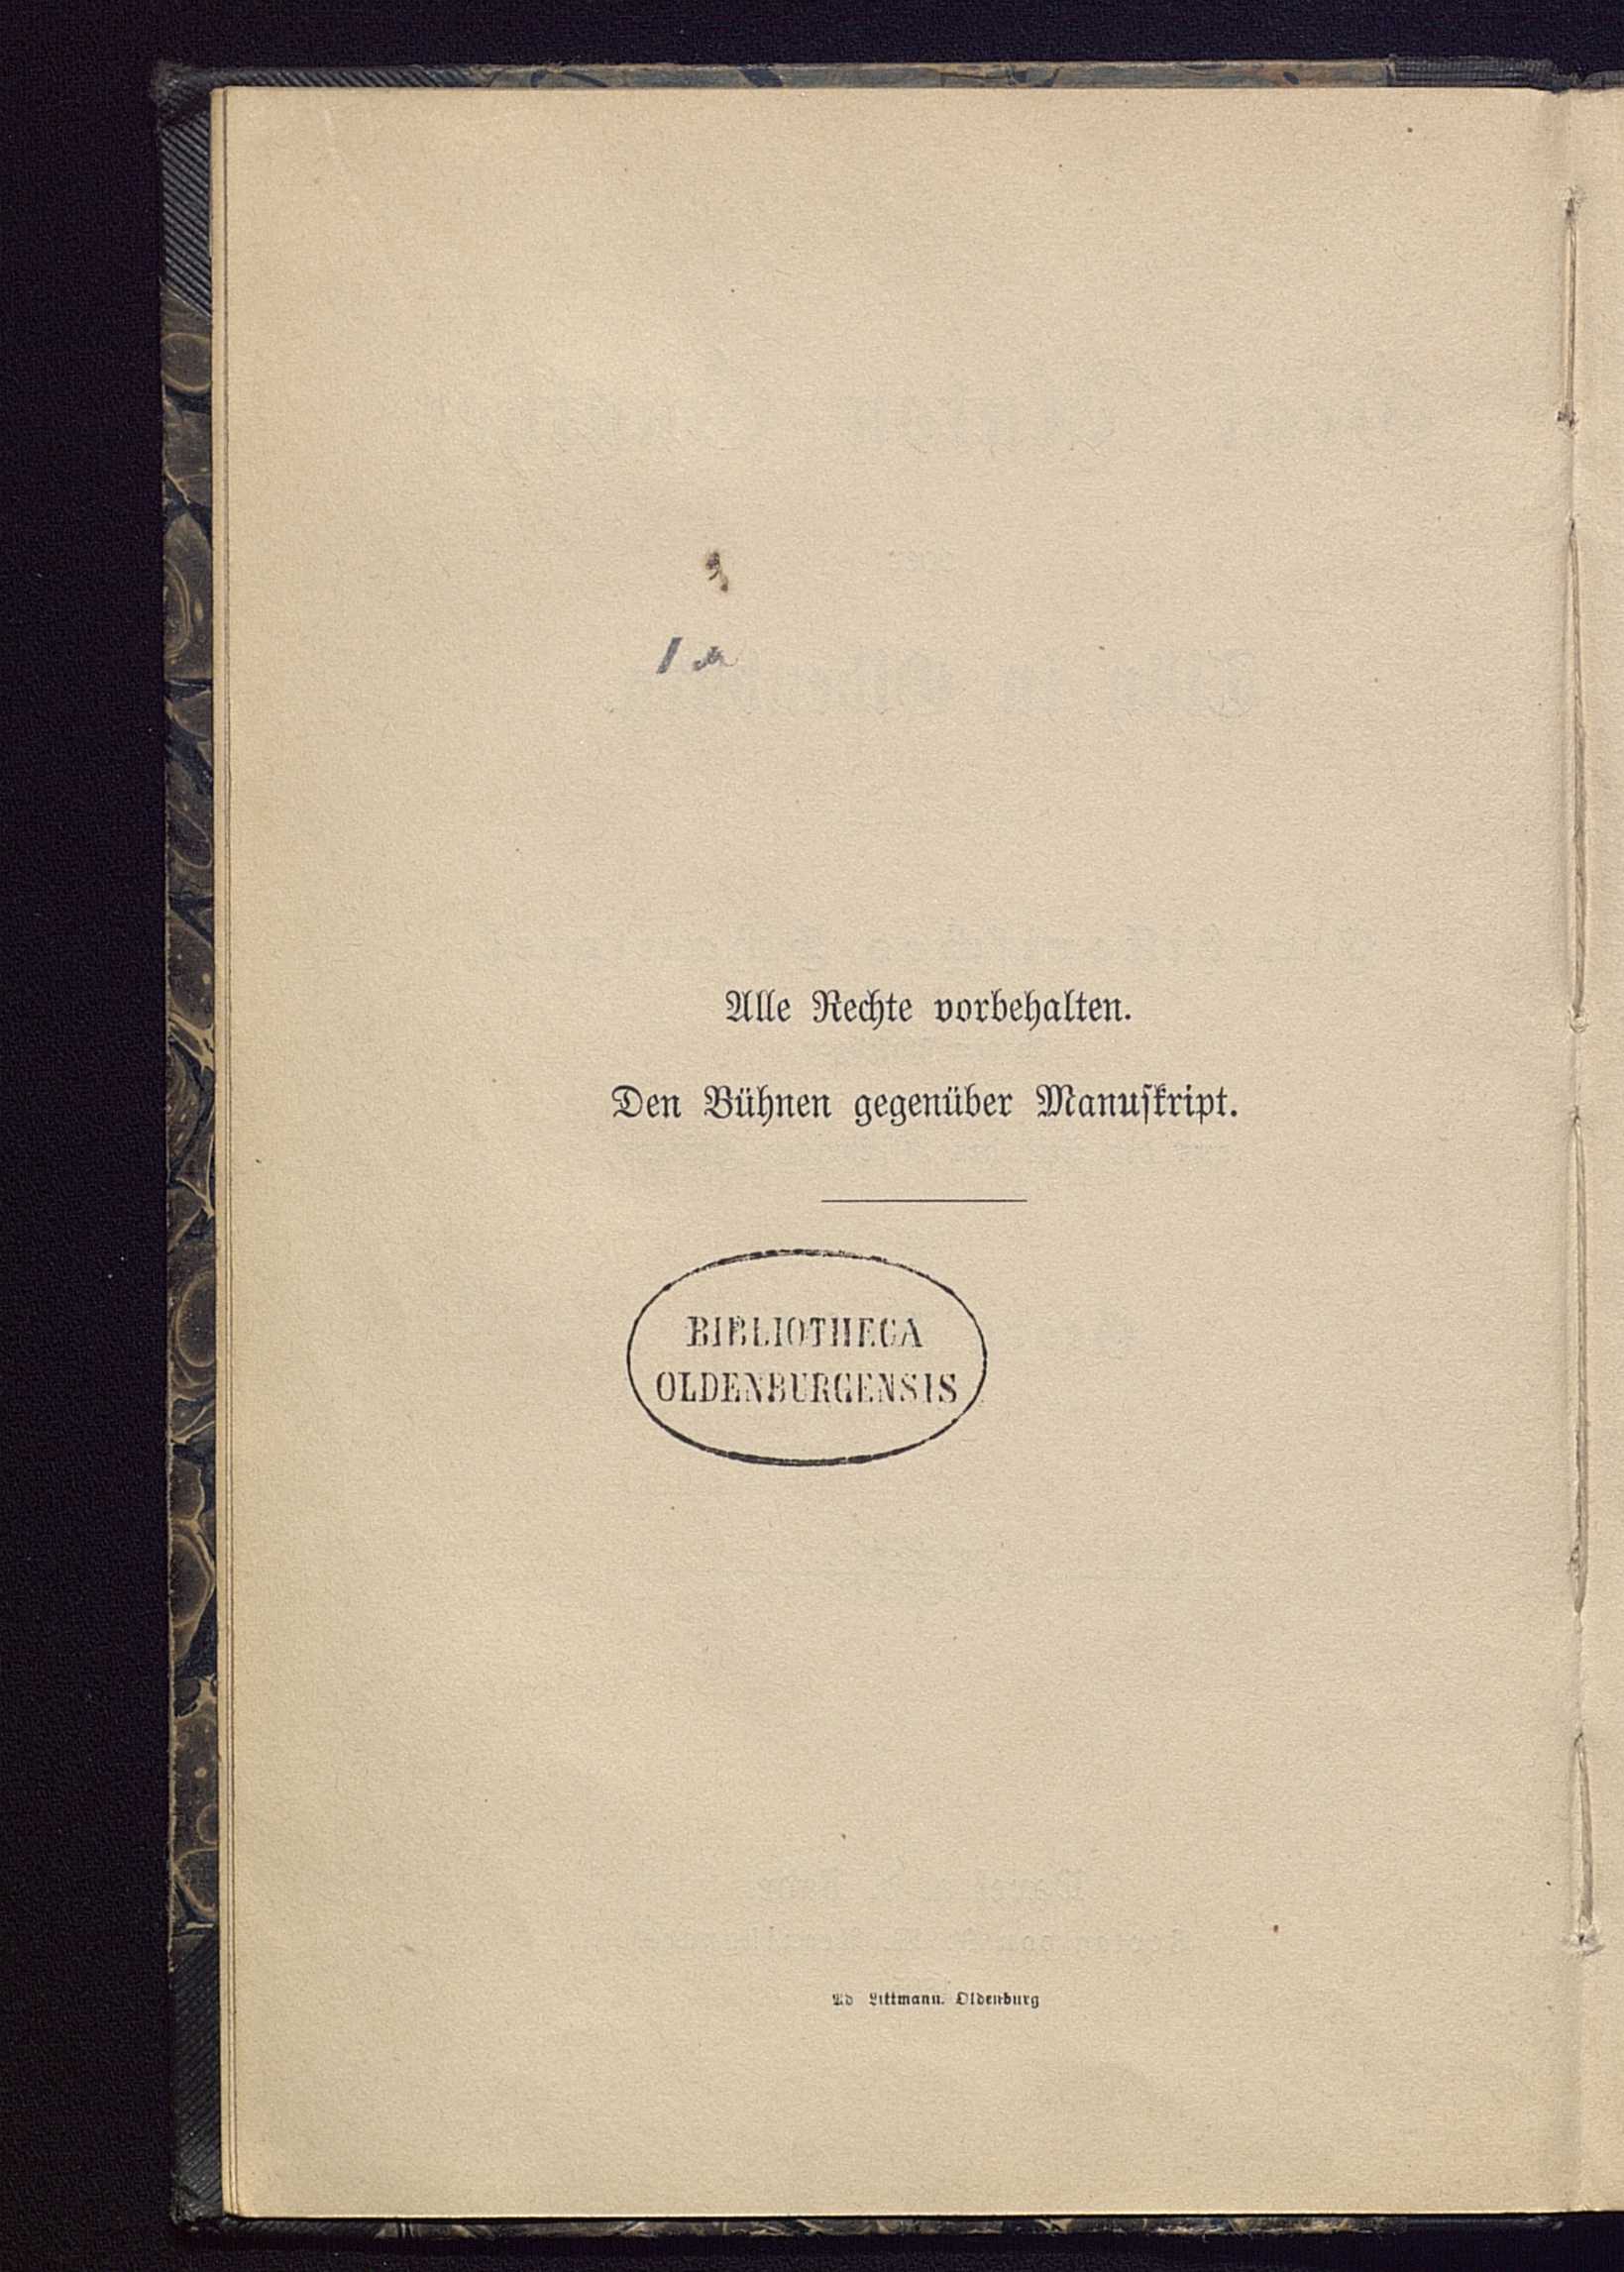 Alle Rechte vorbehalten.
Den Bühnen gegenüber Manuſkript.
BIBLIOTHECA
OLDENBURGENSIS
Ad Littmann. Oldenburg